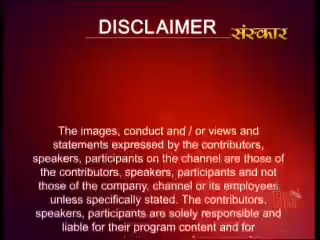 DISCLAIMER
संस्कार
The images, conduct and / or views and
statements expressed by the contributors,
speakers, participants on the channel are those of
the contributors, speakers, participants and not
those of the company, channel or its employees
unless specifically stated. The contributors,
speakers, participants are solely responsible and
liable for their program content and for